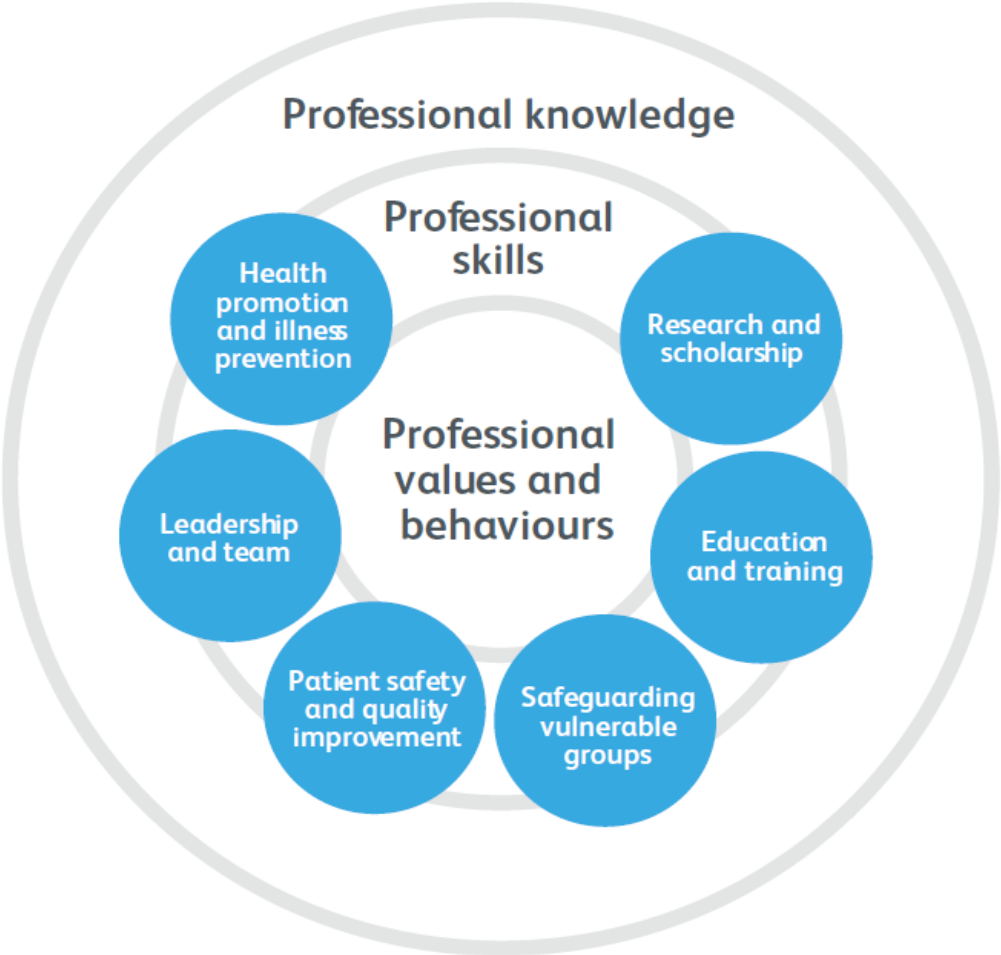 Professional knowledge
Professional
skills
Health
promotion
and illness
prevention
Research and
scholarship
Professional
values and
behaviours
Leadership
and team
Education
and training
Patient safety
and quality
improvement
Safeguarding
vulnerable
groups